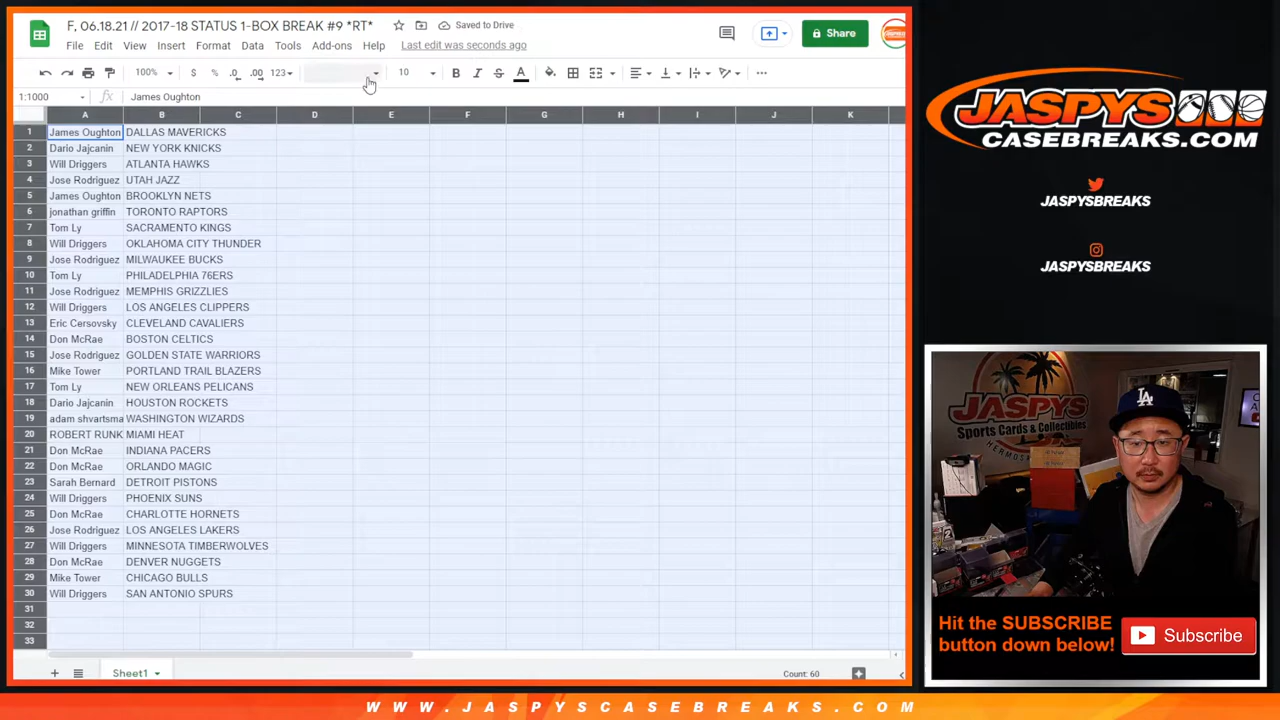 F, 06.18.21 // 2017-18 STATUS 1-BOX BREAK #9 *RT*
Saved to Drive
File Edit View Insert Format Data Tools Add-ons Help
Last edit was seconds ago
Share
100% $ % .0 .00 123 10 B I S A
1:1000 fx James Oughton
A B C D E F G H I J K
1 James Oughton DALLAS MAVERICKS
2 Dario Jajcanin NEW YORK KNICKS
3 Will Driggers ATLANTA HAWKS
4 Jose Rodriguez UTAH JAZZ
5 James Oughton BROOKLYN NETS
6 jonathan griffin TORONTO RAPTORS
7 Tom Ly SACRAMENTO KINGS
8 Will Driggers OKLAHOMA CITY THUNDER
9 Jose Rodriguez MILWAUKEE BUCKS
10 Tom Ly PHILADELPHIA 76ERS
11 Jose Rodriguez MEMPHIS GRIZZLIES
12 Will Driggers LOS ANGELES CLIPPERS
13 Eric Cersovsky CLEVELAND CAVALIERS
14 Don McRae BOSTON CELTICS
15 Jose Rodriguez GOLDEN STATE WARRIORS
16 Mike Tower PORTLAND TRAIL BLAZERS
17 Tom Ly NEW ORLEANS PELICANS
18 Dario Jajcanin HOUSTON ROCKETS
19 adam shvartsma WASHINGTON WIZARDS
20 ROBERT RUNK MIAMI HEAT
21 Don McRae INDIANA PACERS
22 Don McRae ORLANDO MAGIC
23 Sarah Bernard DETROIT PISTONS
24 Will Driggers PHOENIX SUNS
25 Don McRae CHARLOTTE HORNETS
26 Jose Rodriguez LOS ANGELES LAKERS
27 Will Driggers MINNESOTA TIMBERWOLVES
28 Don McRae DENVER NUGGETS
29 Mike Tower CHICAGO BULLS
30 Will Driggers SAN ANTONIO SPURS
31
32
33
Sheet1
Count: 60
JASPYS
CASEBREAKS.COM
JASPYSBREAKS
JASPYSBREAKS
JASPYS
Sports Cards & Collectibles
HERMOSA
LA
Hit the SUBSCRIBE
button down below!
Subscribe
WWW.JASPYSCASEBREAKS.COM